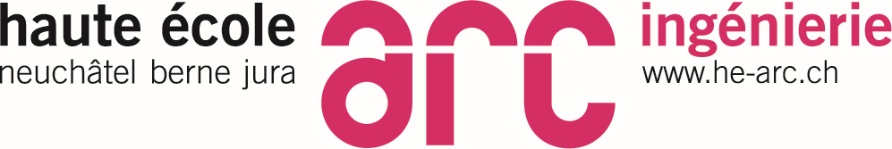 haute école
neuchâtel berne jura
arc
ingénierie
www.he-arc.ch